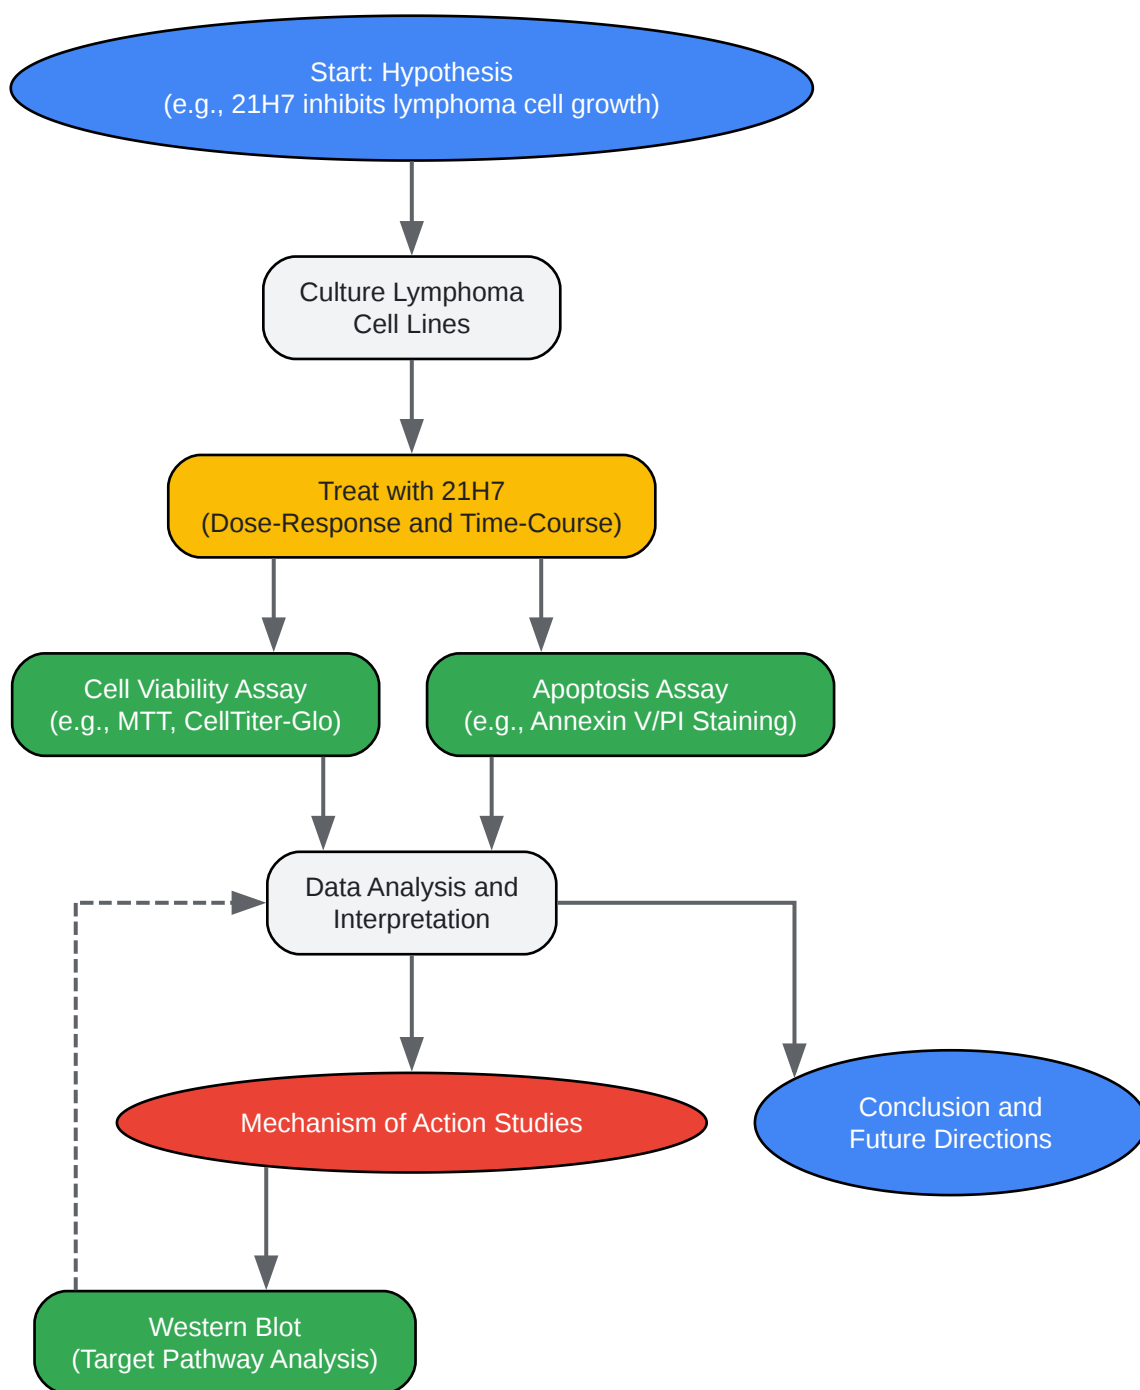 Start: Hypothesis
(e.g., 21H7 inhibits lymphoma cell growth)
Culture Lymphoma
Cell Lines
Treat with 21H7
(Dose-Response and Time-Course)
Cell Viability Assay
(e.g., MTT, CellTiter-Glo)
Apoptosis Assay
(e.g., Annexin V/PI Staining)
Data Analysis and
Interpretation
Mechanism of Action Studies
Conclusion and
Future Directions
Western Blot
(Target Pathway Analysis)